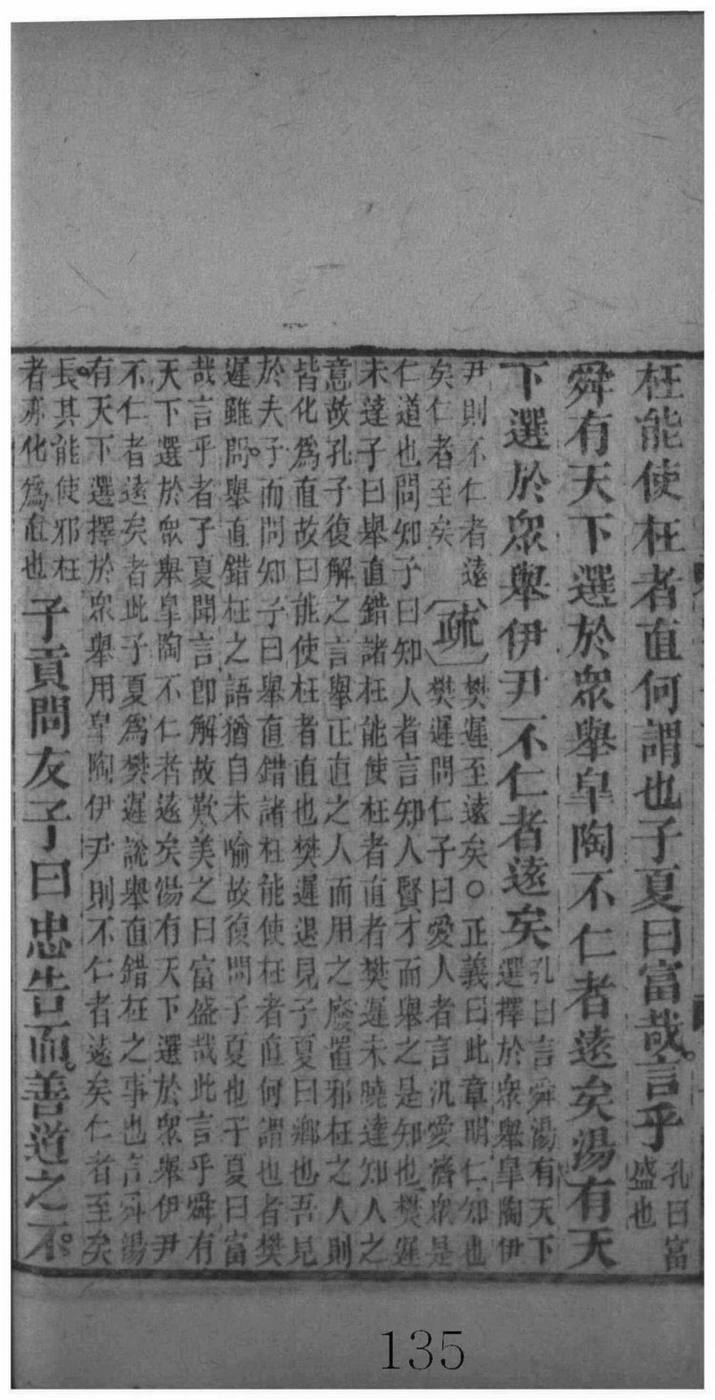 枉能使枉者直何謂也子夏曰富哉言乎孔曰富
盛也
舜有天下選於眾舉皋陶不仁者遠矣湯有天
下選於眾舉伊尹不仁者遠矣孔曰言舜湯有天下
選擇於眾舉皋陶伊
尹則不仁者遠
矣仁者至矣
疏
樊遲至遠矣○正義曰此章明仁知也
樊遲問仁子曰愛人者言汎愛濟眾是
仁道也問知子曰知人者言知人賢才而舉之是知也樊遲
未達子曰舉直錯諸枉能使枉者直者樊遲未曉達知人之
意故孔子復解之言舉正直之人而用之廢置邪枉之人則
皆化為直故曰能使枉者直也樊遲退見子夏曰鄉也吾見
於夫子而問知子曰舉直錯諸枉能使枉者直何謂也者樊
遲雖問舉直錯枉之語猶自未喻故復問子夏也子夏曰富
哉言乎者子夏聞言即解故歎美之曰富盛哉此言乎舜有
天下選於眾舉皋陶不仁者遠矣湯有天下選於眾舉伊尹
不仁者遠矣者此子夏為樊遲說舉直錯枉之事也言舜湯
有天下選擇於眾舉用皋陶伊尹則不仁者遠矣仁者至矣
長其能使邪枉
者亦化為直也
子貢問友子曰忠告而善道之不
135